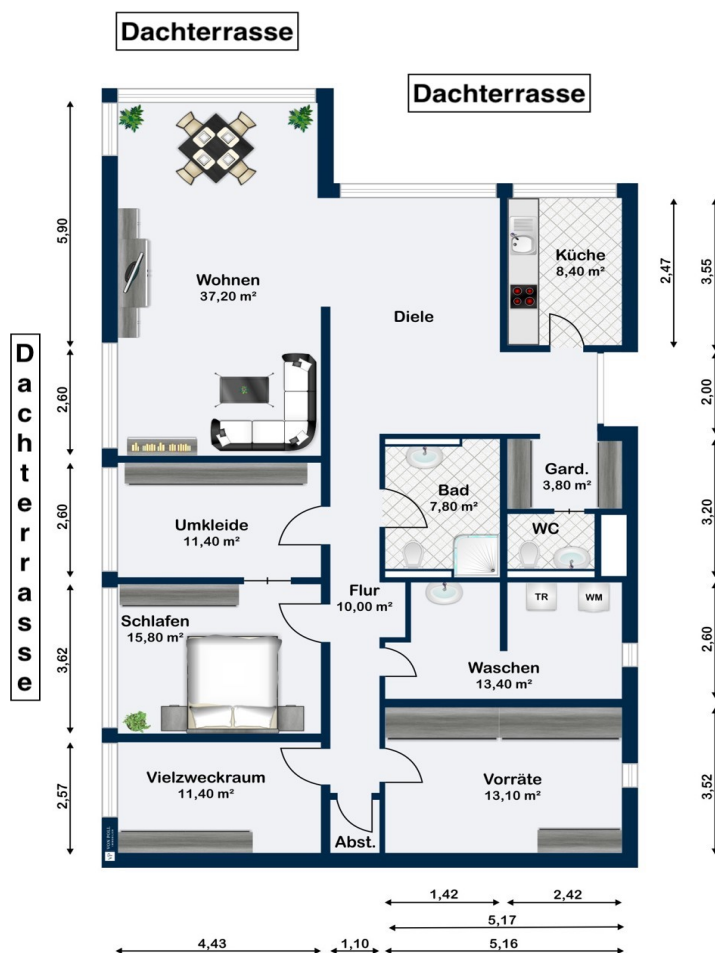 Dachterrasse
Dachterrasse
Dachterrasse
5,90
2,60
2,60
3,62
2,57
Wohnen
37,20 m²
Diele
Küche
8,40 m²
2,47
3,55
2,00
3,20
2,60
3,52
Umkleide
11,40 m²
Bad
7,80 m²
Gard.
3,80 m²
WC
Schlafen
15,80 m²
Flur
10,00 m²
TR
WM
Waschen
13,40 m²
Vielzweckraum
11,40 m²
Vorräte
13,10 m²
Abst.
1,42
2,42
5,17
4,43
1,10
5,16